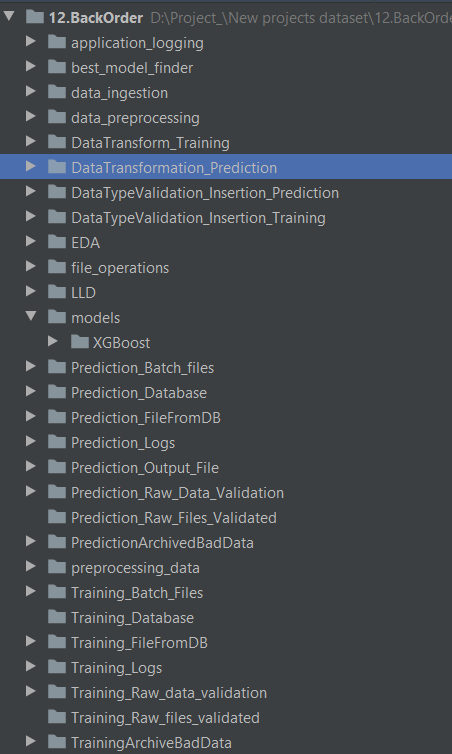 12.BackOrder D:\Project_\New projects dataset\12.BackOrde
application_logging
best_model_finder
data_ingestion
data_preprocessing
DataTransform_Training
DataTransformation_Prediction
DataTypeValidation_Insertion_Prediction
DataTypeValidation_Insertion_Training
EDA
file_operations
LLD
models
XGBoost
Prediction_Batch_files
Prediction_Database
Prediction_FileFromDB
Prediction_Logs
Prediction_Output_File
Prediction_Raw_Data_Validation
Prediction_Raw_Files_Validated
PredictionArchivedBadData
preprocessing_data
Training_Batch_Files
Training_Database
Training_FileFromDB
Training_Logs
Training_Raw_data_validation
Training_Raw_files_validated
TrainingArchiveBadData